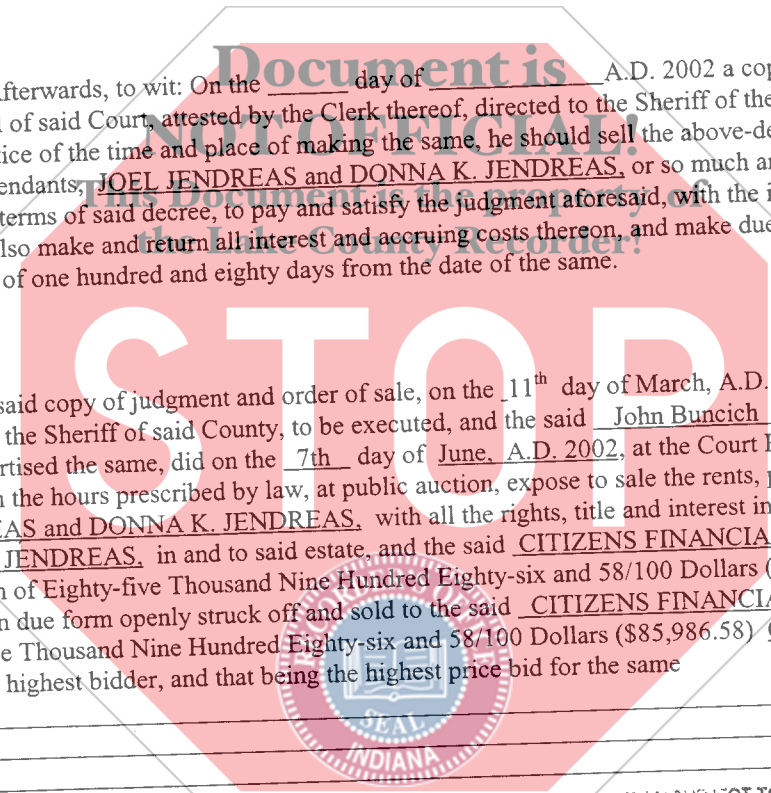 Document is
NOT OFFICIAL!
This Document is the property of
the Lake County Recorder!
STOP
fterwards, to wit: On the ______ day of ______________ A.D. 2002 a cop
of said Court, attested by the Clerk thereof, directed to the Sheriff of the
tice of the time and place of making the same, he should sell the above-de
endants, JOEL JENDREAS and DONNA K. JENDREAS, or so much
terms of said decree, to pay and satisfy the judgment aforesaid, with the i
lso make and return all interest and accruing costs thereon, and make due
of one hundred and eighty days from the date of the same.
said copy of judgment and order of sale, on the 11th day of March, A.D.
the Sheriff of said County, to be executed, and the said John Buncich
rtised the same, did on the 7th day of June, A.D. 2002, at the Court
the hours prescribed by law, at public auction, expose to sale the rents,
EAS and DONNA K. JENDREAS, with all the rights, title and interest in
JENDREAS, in and to said estate, and the said CITIZENS FINANCIA
of Eighty-five Thousand Nine Hundred Eighty-six and 58/100 Dollars (
n due form openly struck off and sold to the said CITIZENS FINANCIA
e Thousand Nine Hundred Eighty-six and 58/100 Dollars ($85,986.58)
highest bidder, and that being the highest price bid for the same
SEAL
INDIANA